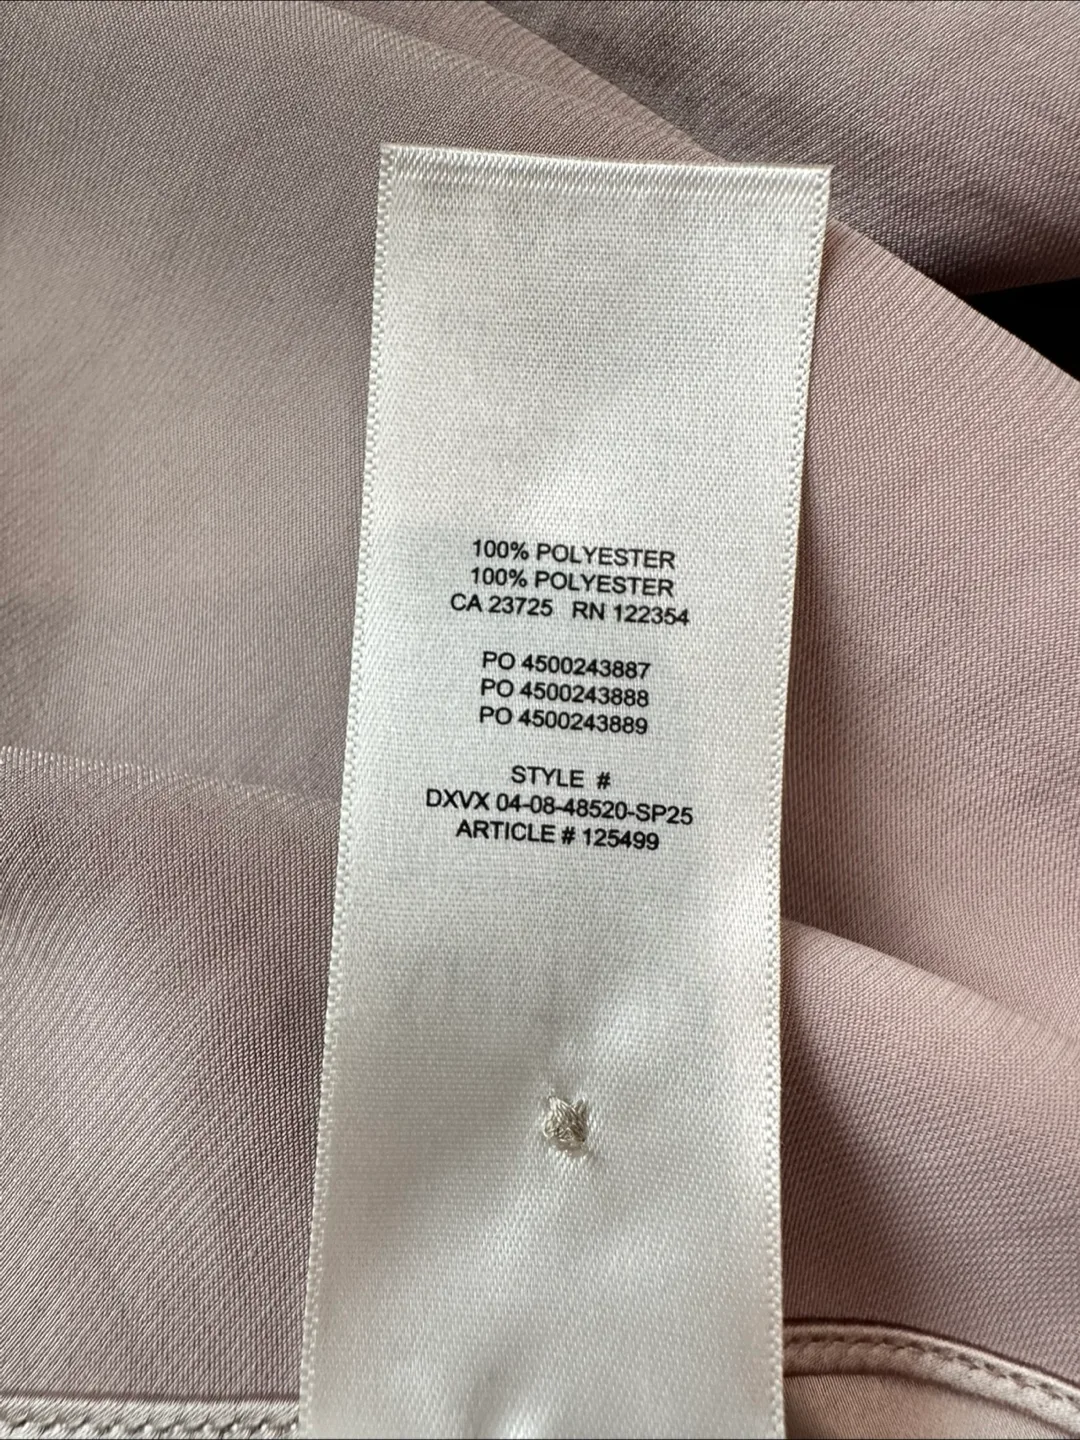 100% POLYESTER
100% POLYESTER
CA 23725 RN 122354
PO 4500243887
PO 4500243888
PO 4500243889
STYLE #
DXVX 04-08-48520-SP25
ARTICLE # 125499